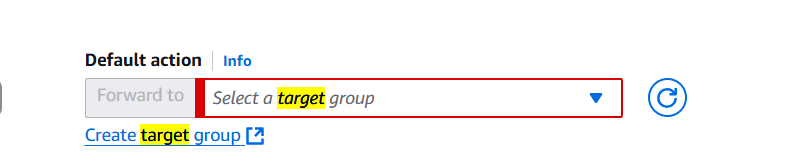 Default action Info
Forward to Select a target group
Create target group